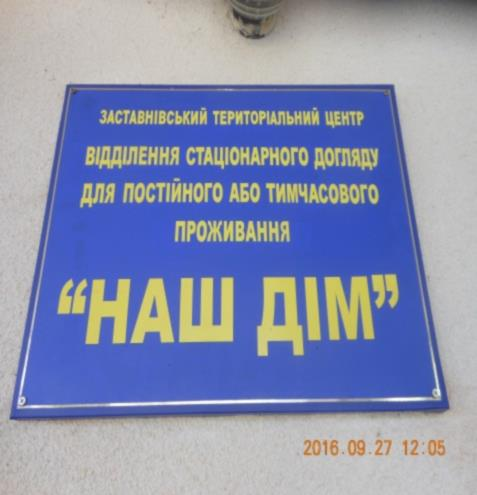 ЗАСТАВНІВСЬКИЙ ТЕРИТОРІАЛЬНИЙ ЦЕНТР
ВІДДІЛЕННЯ СТАЦІОНАРНОГО ДОГЛЯДУ
ДЛЯ ПОСТІЙНОГО АБО ТИМЧАСОВОГО
ПРОЖИВАННЯ
“НАШ ДІМ”
2016.09.27 12:05